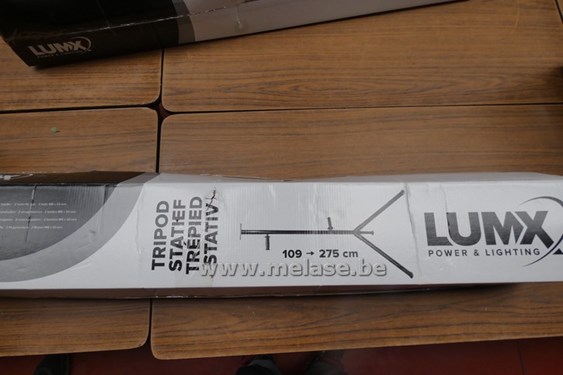 LUMX
TRIPOD
STATIEF
TRÉPIED
STATIV
109 → 275 cm
LUMX
POWER & LIGHTING
www.melase.be